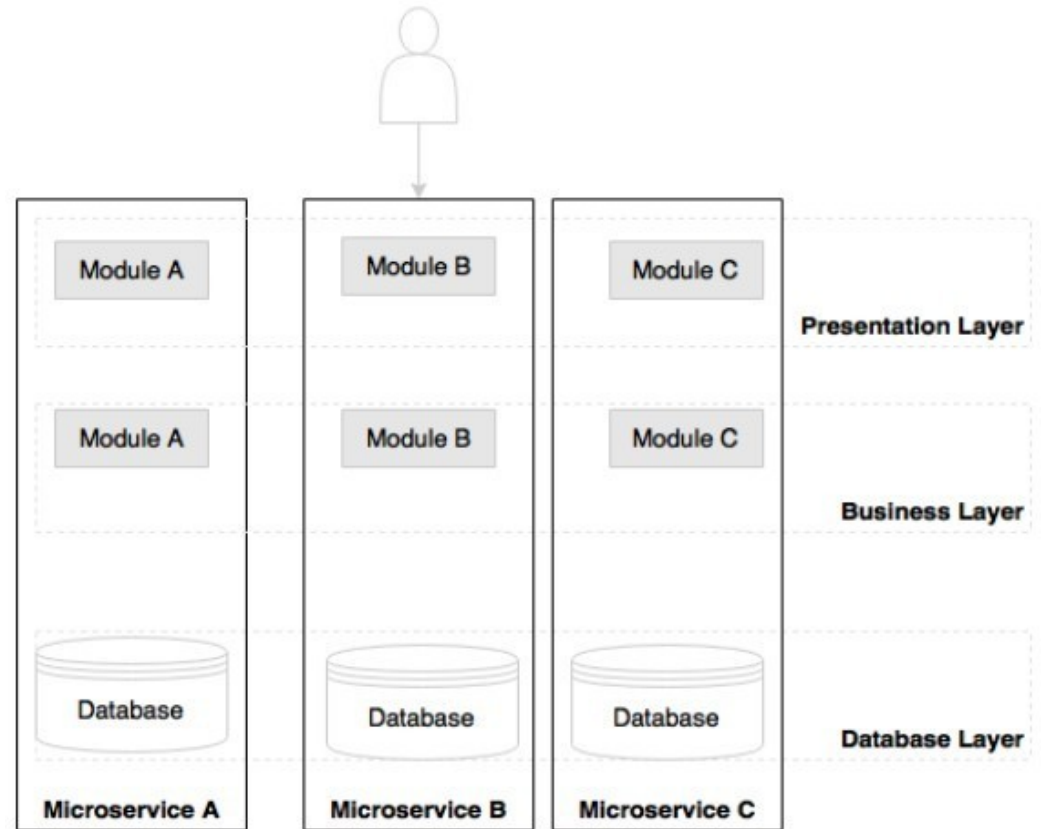 Module A
Module B
Module C
Presentation Layer
Module A
Module B
Module C
Business Layer
Database
Database
Database
Database Layer
Microservice A
Microservice B
Microservice C